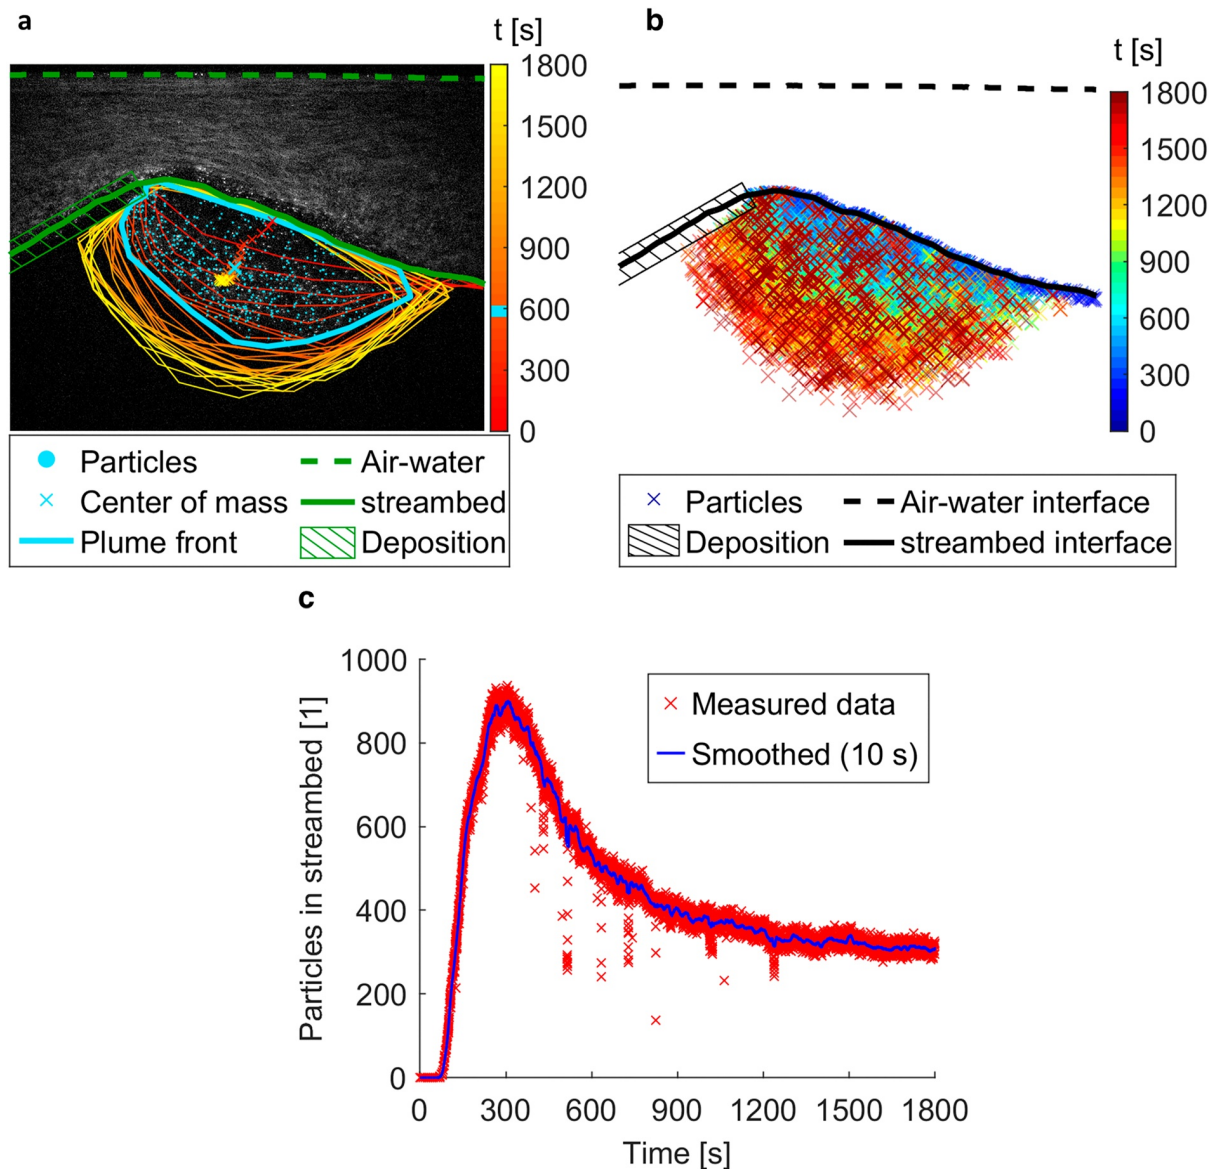 a
t [s]
1800
1500
1200
900
600
300
0
Particles
Air-water
Center of mass
streambed
Plume front
Deposition
b
t [s]
1800
1500
1200
900
600
300
0
Particles
Air-water interface
Deposition
streambed interface
c
1000
800
600
400
200
0
Particles in streambed [1]
Measured data
Smoothed (10 s)
0 300 600 900 1200 1500 1800
Time [s]